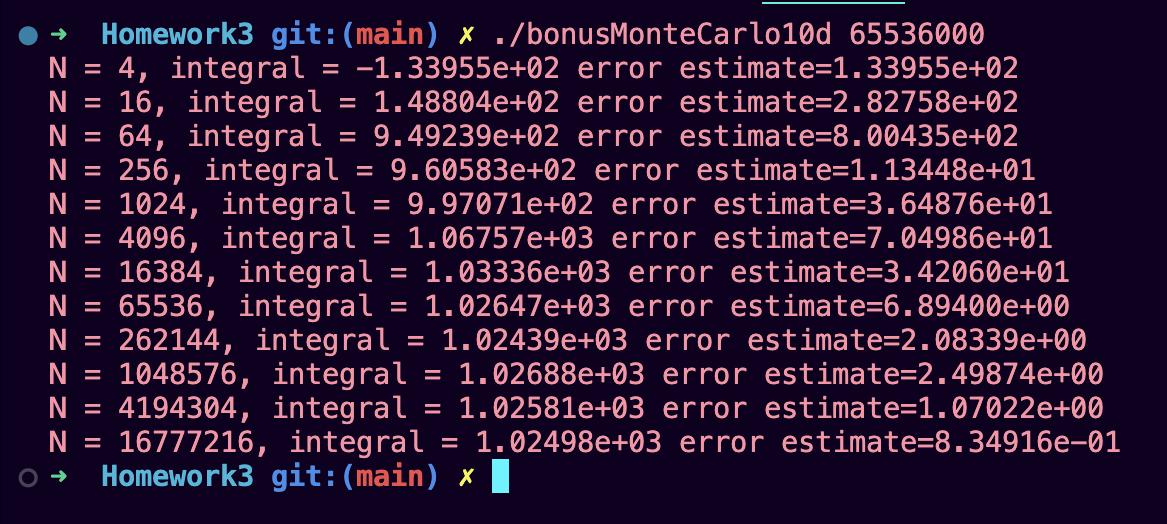 ➜ Homework3 git:(main) ✗ ./bonusMonteCarlo10d 65536000
N = 4, integral = -1.33955e+02 error estimate=1.33955e+02
N = 16, integral = 1.48804e+02 error estimate=2.82758e+02
N = 64, integral = 9.49239e+02 error estimate=8.00435e+02
N = 256, integral = 9.60583e+02 error estimate=1.13448e+01
N = 1024, integral = 9.97071e+02 error estimate=3.64876e+01
N = 4096, integral = 1.06757e+03 error estimate=7.04986e+01
N = 16384, integral = 1.03336e+03 error estimate=3.42060e+01
N = 65536, integral = 1.02647e+03 error estimate=6.89400e+00
N = 262144, integral = 1.02439e+03 error estimate=2.08339e+00
N = 1048576, integral = 1.02688e+03 error estimate=2.49874e+00
N = 4194304, integral = 1.02581e+03 error estimate=1.07022e+00
N = 16777216, integral = 1.02498e+03 error estimate=8.34916e-01
➜ Homework3 git:(main) ✗